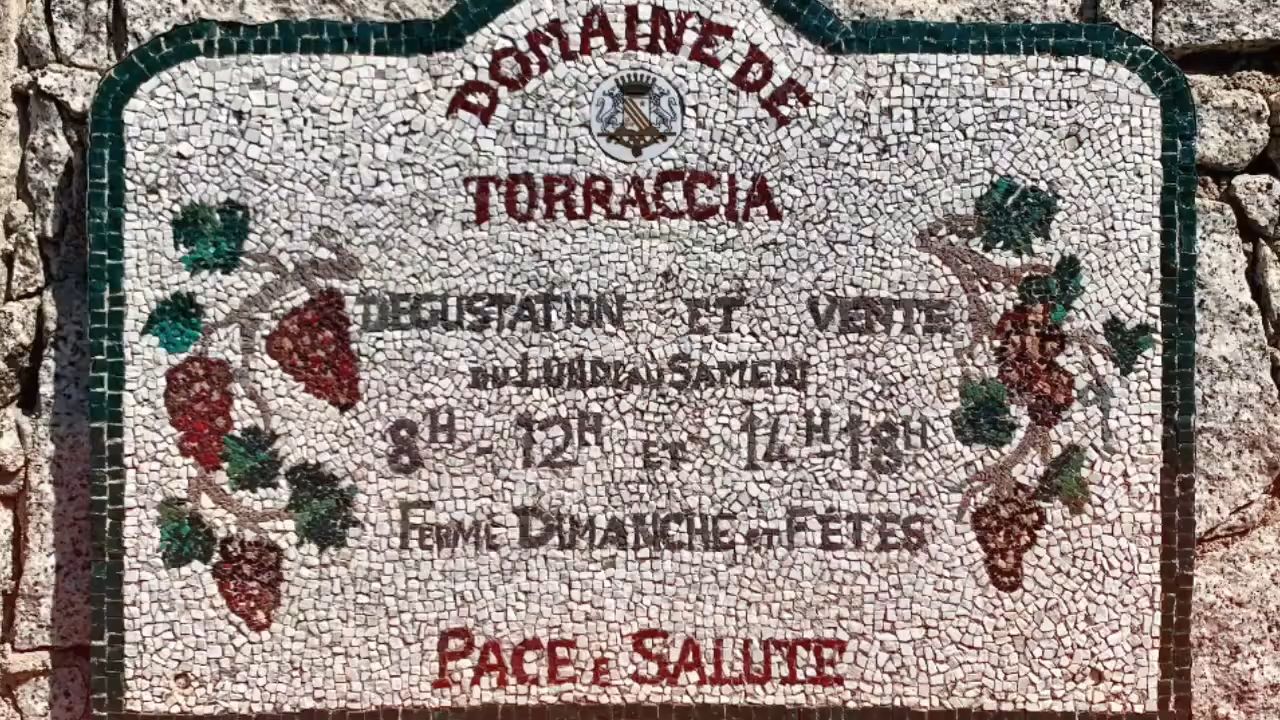 DOMAINE DE
TORRACCIA
DEGUSTATION ET VENTE
DU LUNDI AU SAMEDI
8H - 12H ET 14H-18H
FERME DIMANCHE ET FÊTES
PACE E SALUTE